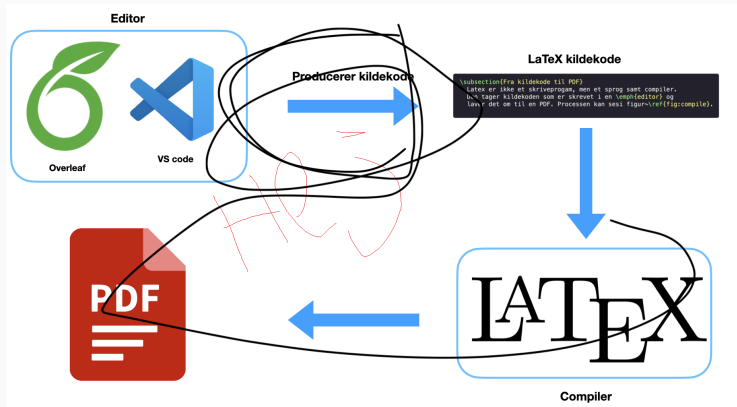 Editor
Overleaf
VS code
Producerer kildekode
LaTeX kildekode
\subsection{Fra kildekode til PDF}
Latex er ikke et skriveprogam, men et sprog samt compiler.
Den tager kildekoden som er skrevet i en \emph{editor} og
laver det om til en PDF. Processen kan sesi figur~\ref{fig:compile}.
PDF
LATEX
Compiler